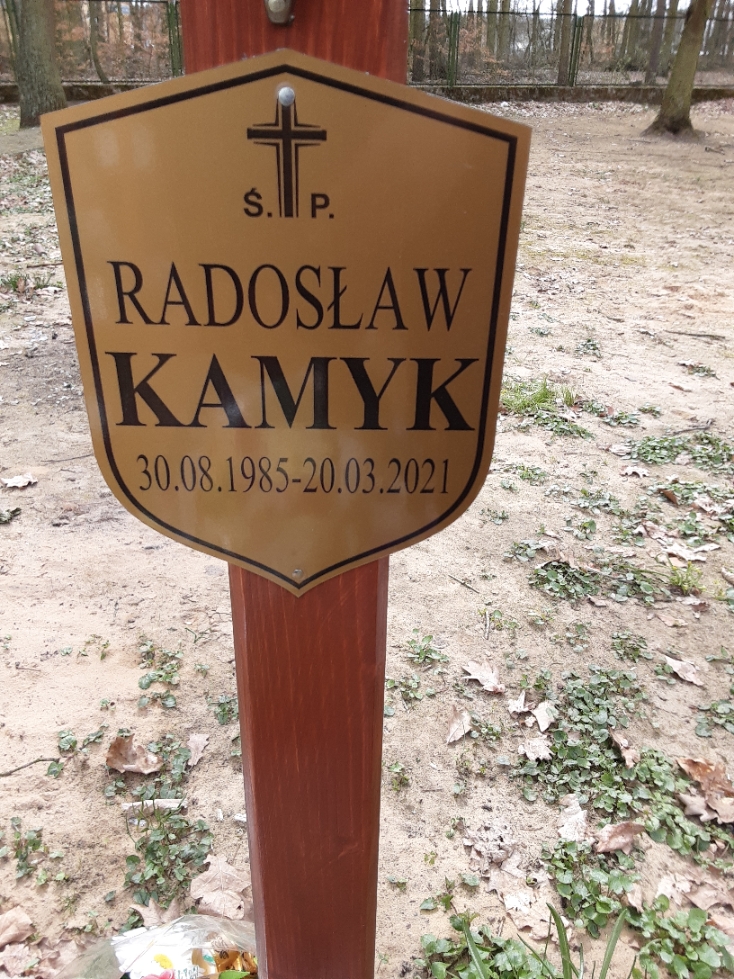 Ś. P.
RADOSŁAW
KAMYK
30.08.1985-20.03.2021